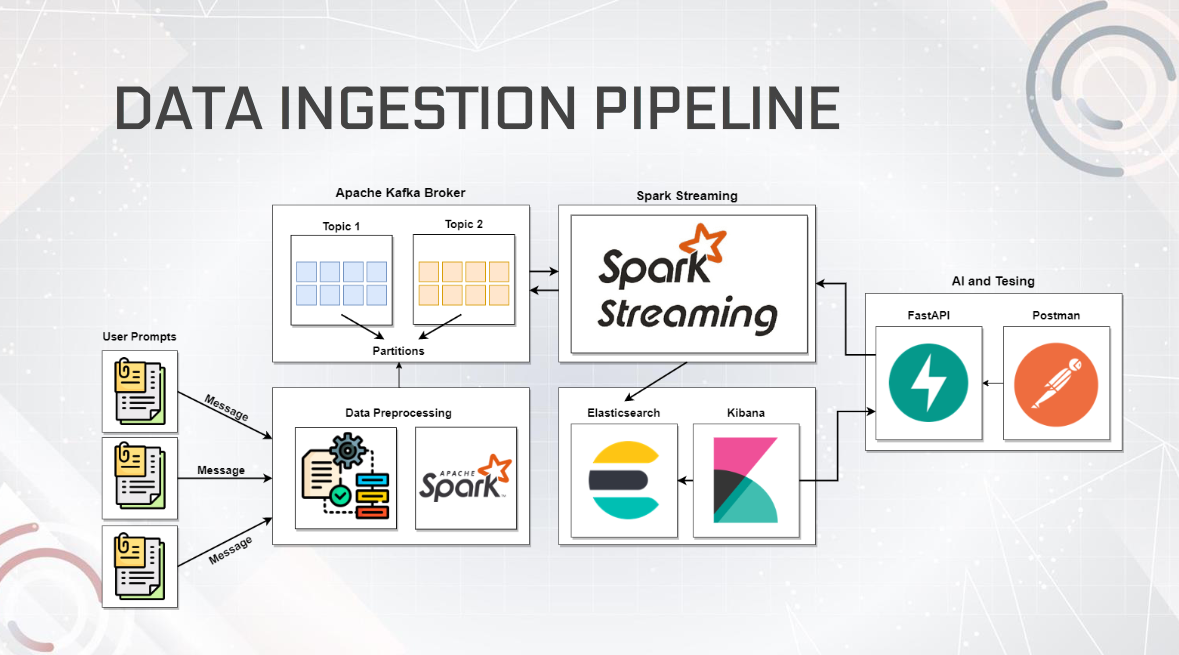 DATA INGESTION PIPELINE
Apache Kafka Broker
Topic 1
Topic 2
Partitions
Spark Streaming
Spark
Streaming
AI and Tesing
FastAPI
Postman
User Prompts
Message
Message
Message
Data Preprocessing
APACHE
Spark™
Elasticsearch
Kibana